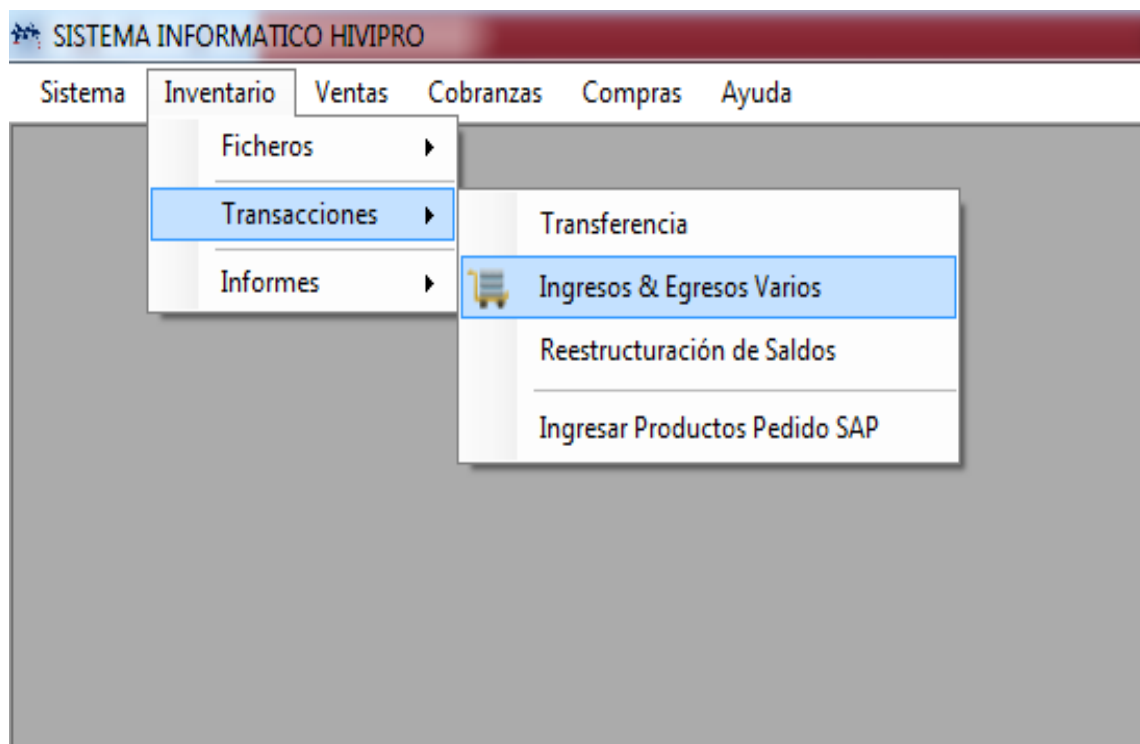 SISTEMA INFORMATICO HIVIPRO
Sistema Inventario Ventas Cobranzas Compras Ayuda
Ficheros
Transacciones
Informes
Transferencia
Ingresos & Egresos Varios
Reestructuración de Saldos
Ingresar Productos Pedido SAP